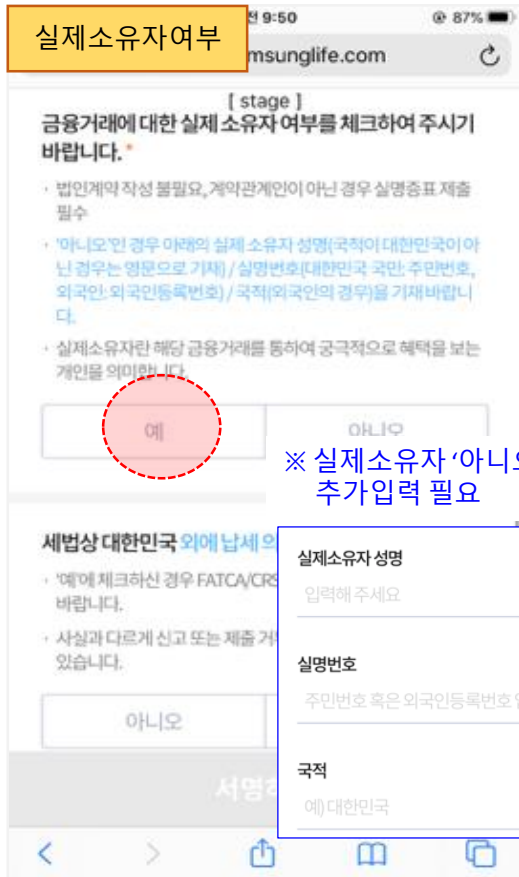 실제소유자여부
9:50
87%
msunglife.com
[ stage ]
금융거래에 대한 실제 소유자 여부를 체크하여 주시기
바랍니다. *
· 법인계약 작성 불필요, 계약관계인이 아닌 경우 실명증표 제출
필수
· '아니오'인 경우 아래의 실제 소유자 성명(국적이 대한민국이 아
닌 경우는 영문으로 기재) / 실명번호(대한민국 국민: 주민번호,
외국인: 외국인등록번호) / 국적(외국인의 경우)을 기재 바랍니
다.
· 실제소유자란 해당 금융거래를 통하여 궁극적으로 혜택을 보는
개인을 의미합니다.
예
아니오
※ 실제소유자 ‘아니오
추가입력 필요
세법상 대한민국 외에 납세 의
· '예'에 체크하신 경우 FATCA/CRS
바랍니다.
· 사실과 다르게 신고 또는 제출 거
있습니다.
아니오
실제소유자 성명
입력해 주세요
실명번호
주민번호 혹은 외국인등록번호
국적
예) 대한민국
서명